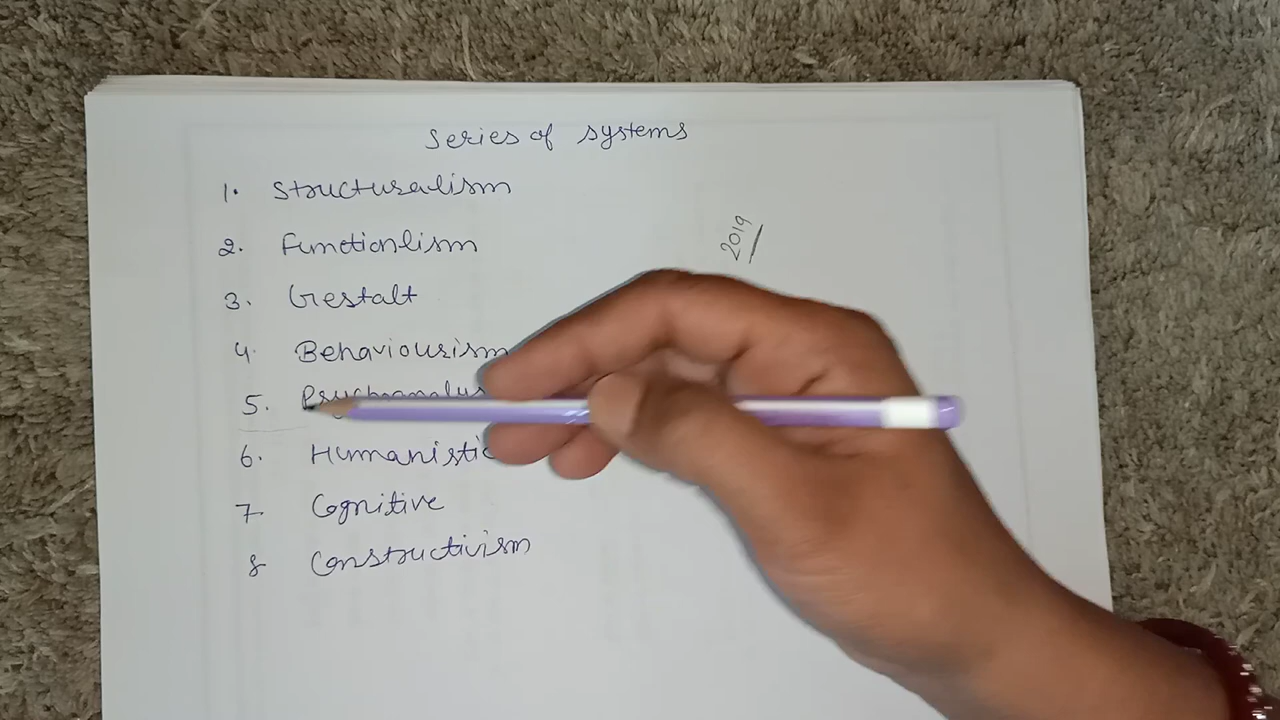 Series of systems
1. Structuralism
2. Functionlism
2019
3. Gestalt
4. Behaviourism
5.
6. Humanistic
7. Cognitive
8 Constructivism